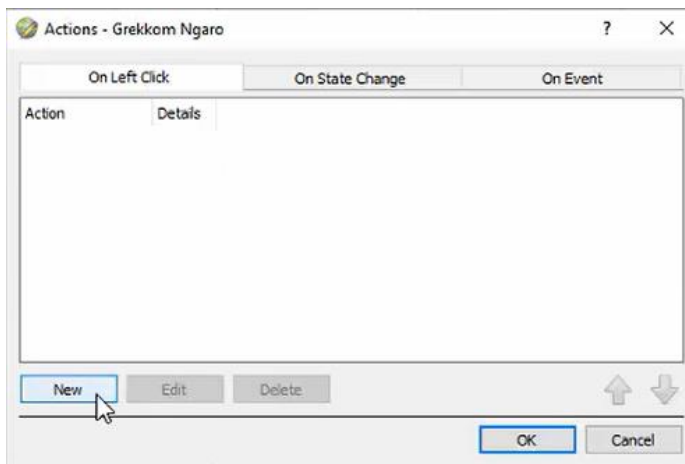 Actions - Grekkom Ngaro ?
On Left Click On State Change On Event
Action Details
New Edit Delete
OK Cancel